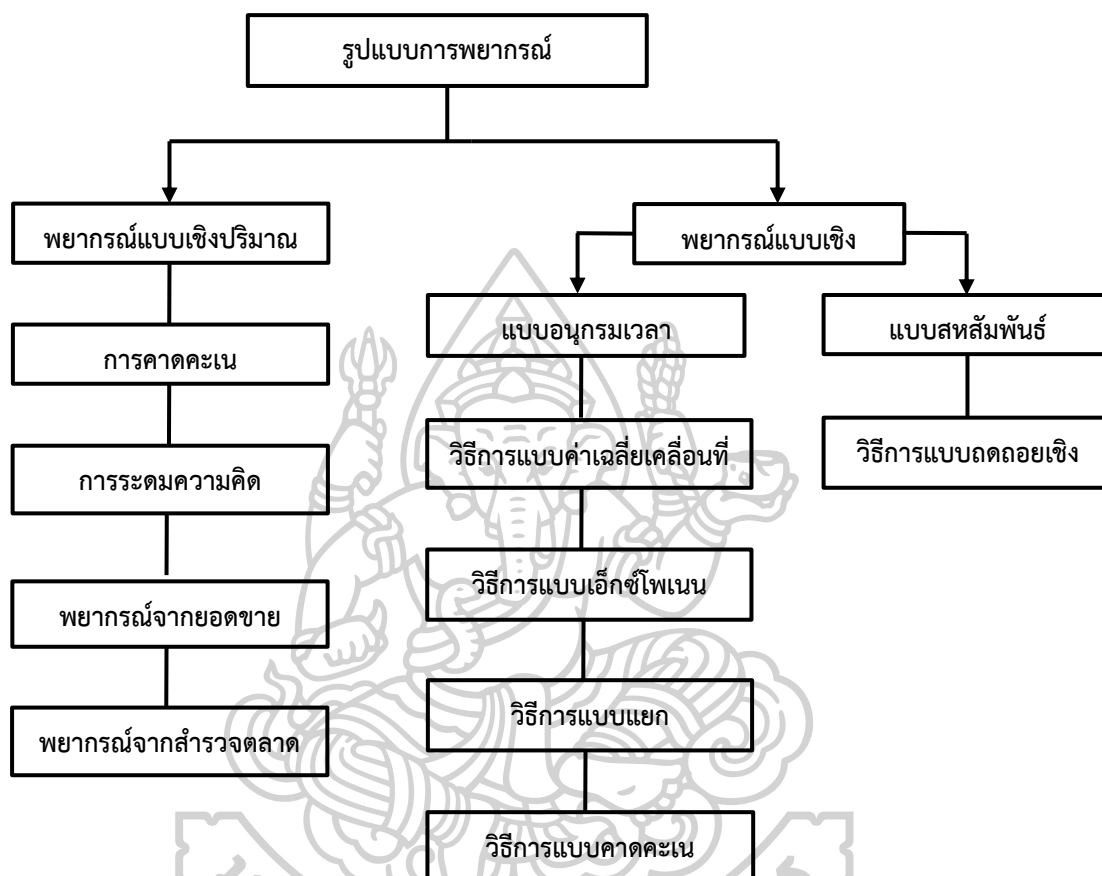 รูปแบบการพยากรณ์
พยากรณ์แบบเชิงปริมาณ
การคาดคะเน
การระดมความคิด
พยากรณ์จากยอดขาย
พยากรณ์จากสำรวจตลาด
พยากรณ์แบบเชิง
แบบอนุกรมเวลา
วิธีการแบบค่าเฉลี่ยเคลื่อนที่
วิธีการแบบเอ็กซ์โพเนน
วิธีการแบบแยก
วิธีการแบบคาดคะเน
แบบสหสัมพันธ์
วิธีการแบบถดถอยเชิง